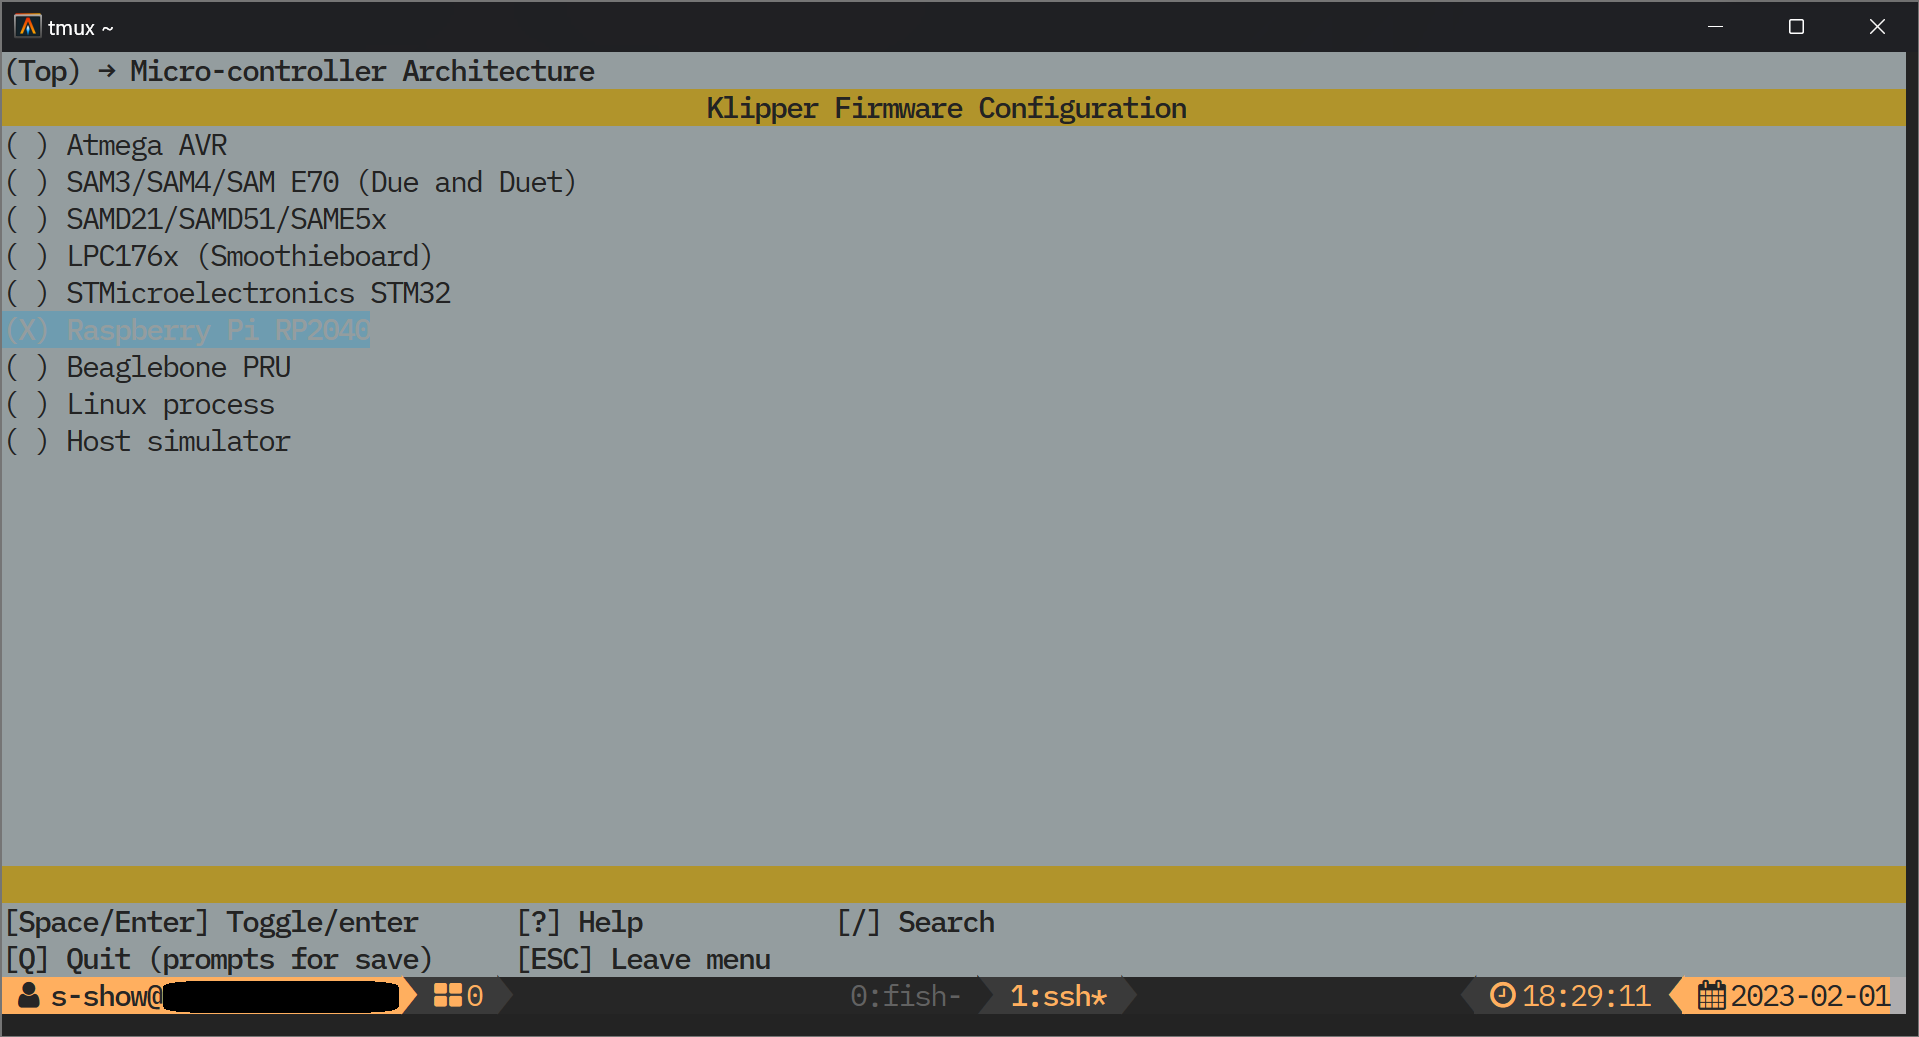 tmux ~
(Top) → Micro-controller Architecture
Klipper Firmware Configuration
( ) Atmega AVR
( ) SAM3/SAM4/SAM E70 (Due and Duet)
( ) SAMD21/SAMD51/SAME5x
( ) LPC176x (Smoothieboard)
( ) STMicroelectronics STM32
(X) Raspberry Pi RP2040
( ) Beaglebone PRU
( ) Linux process
( ) Host simulator
[Space/Enter] Toggle/enter [?] Help [/] Search
[Q] Quit (prompts for save) [ESC] Leave menu
s-show@ 0 0:fish- 1:ssh* 18:29:11 2023-02-01